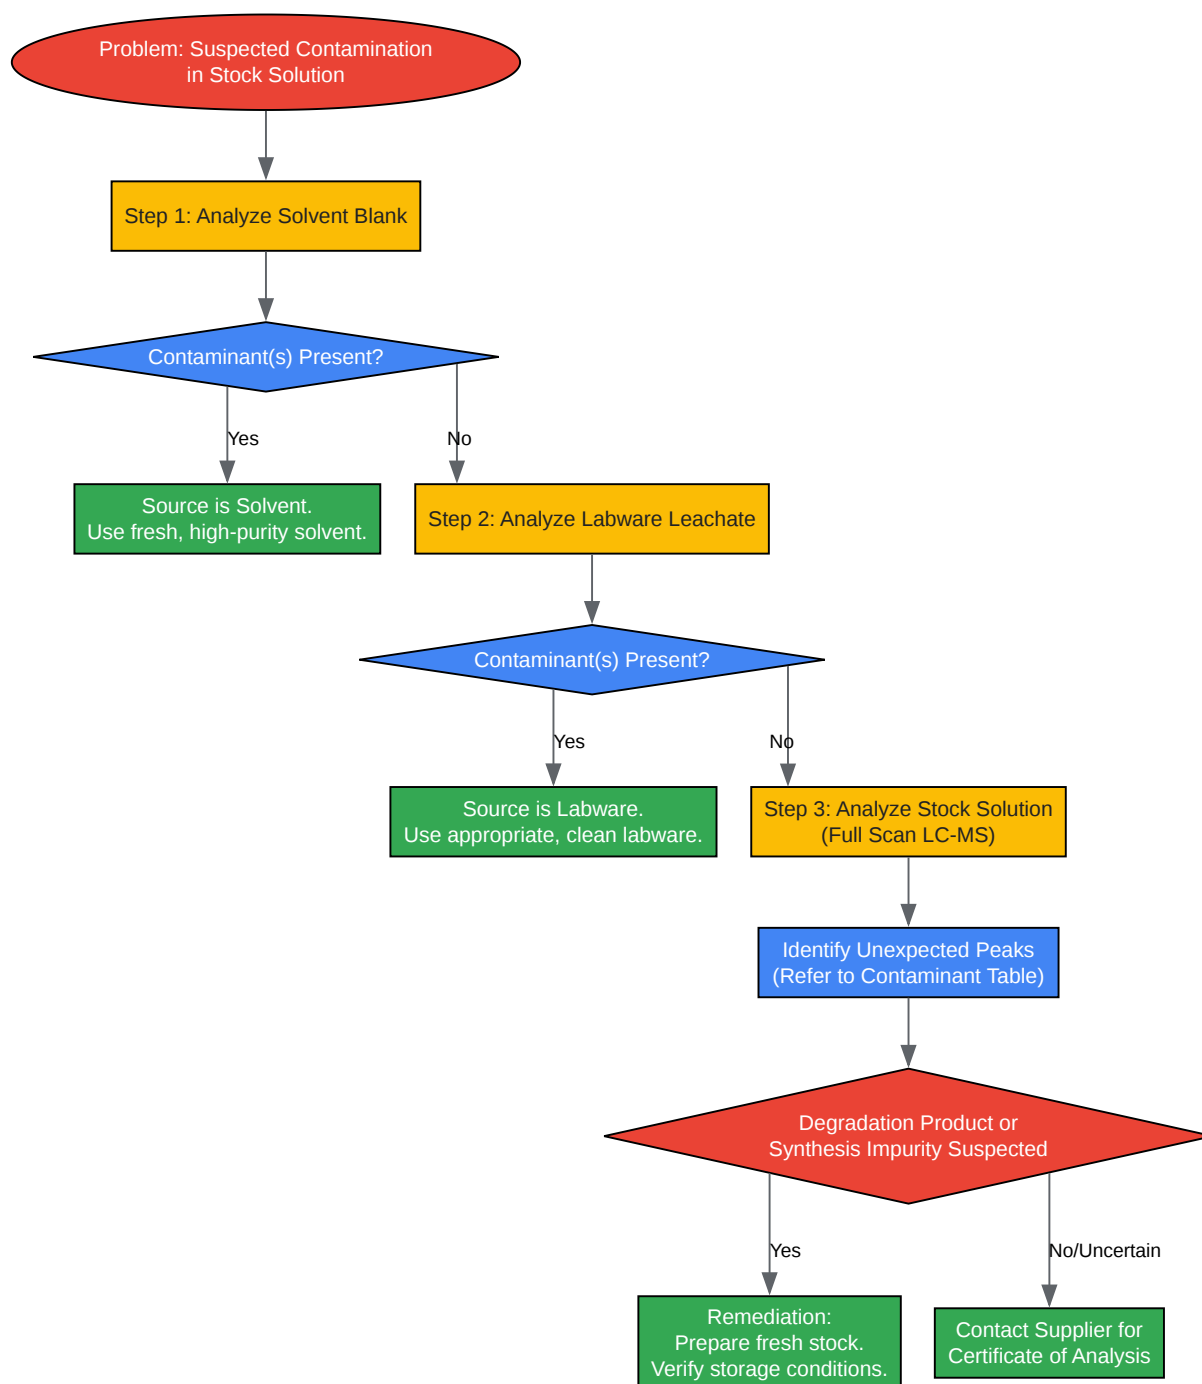 Problem: Suspected Contamination
in Stock Solution
Step 1: Analyze Solvent Blank
Contaminant(s) Present?
Yes
No
Source is Solvent.
Use fresh, high-purity solvent.
Step 2: Analyze Labware Leachate
Contaminant(s) Present?
Yes
No
Source is Labware.
Use appropriate, clean labware.
Step 3: Analyze Stock Solution
(Full Scan LC-MS)
Identify Unexpected Peaks
(Refer to Contaminant Table)
Degradation Product or
Synthesis Impurity Suspected
Yes
No/Uncertain
Remediation:
Prepare fresh stock.
Verify storage conditions.
Contact Supplier for
Certificate of Analysis